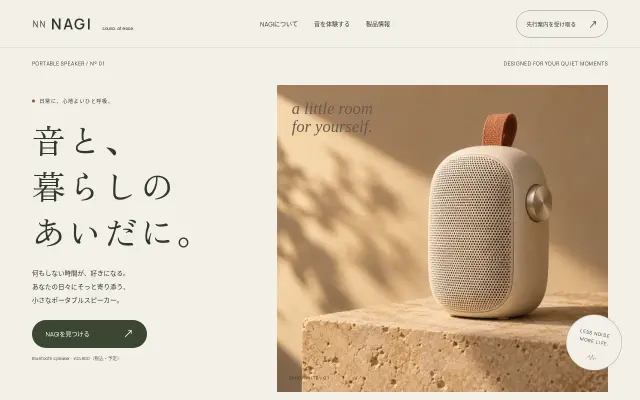 NN NAGI
NAGIについて
音を体験する
製品情報
先行案内を受け取る ↗
PORTABLE SPEAKER / Nº 01
DESIGNED FOR YOUR QUIET MOMENTS
日常に、心地よいひと呼吸。
音と、
暮らしの
あいだに。
a little room
for yourself.
何もしない時間が、好きになる。
あなたの日々にそっと寄り添う、
小さなポータブルスピーカー。
NAGIを見つける ↗
LESS NOISE
MORE LIFE.